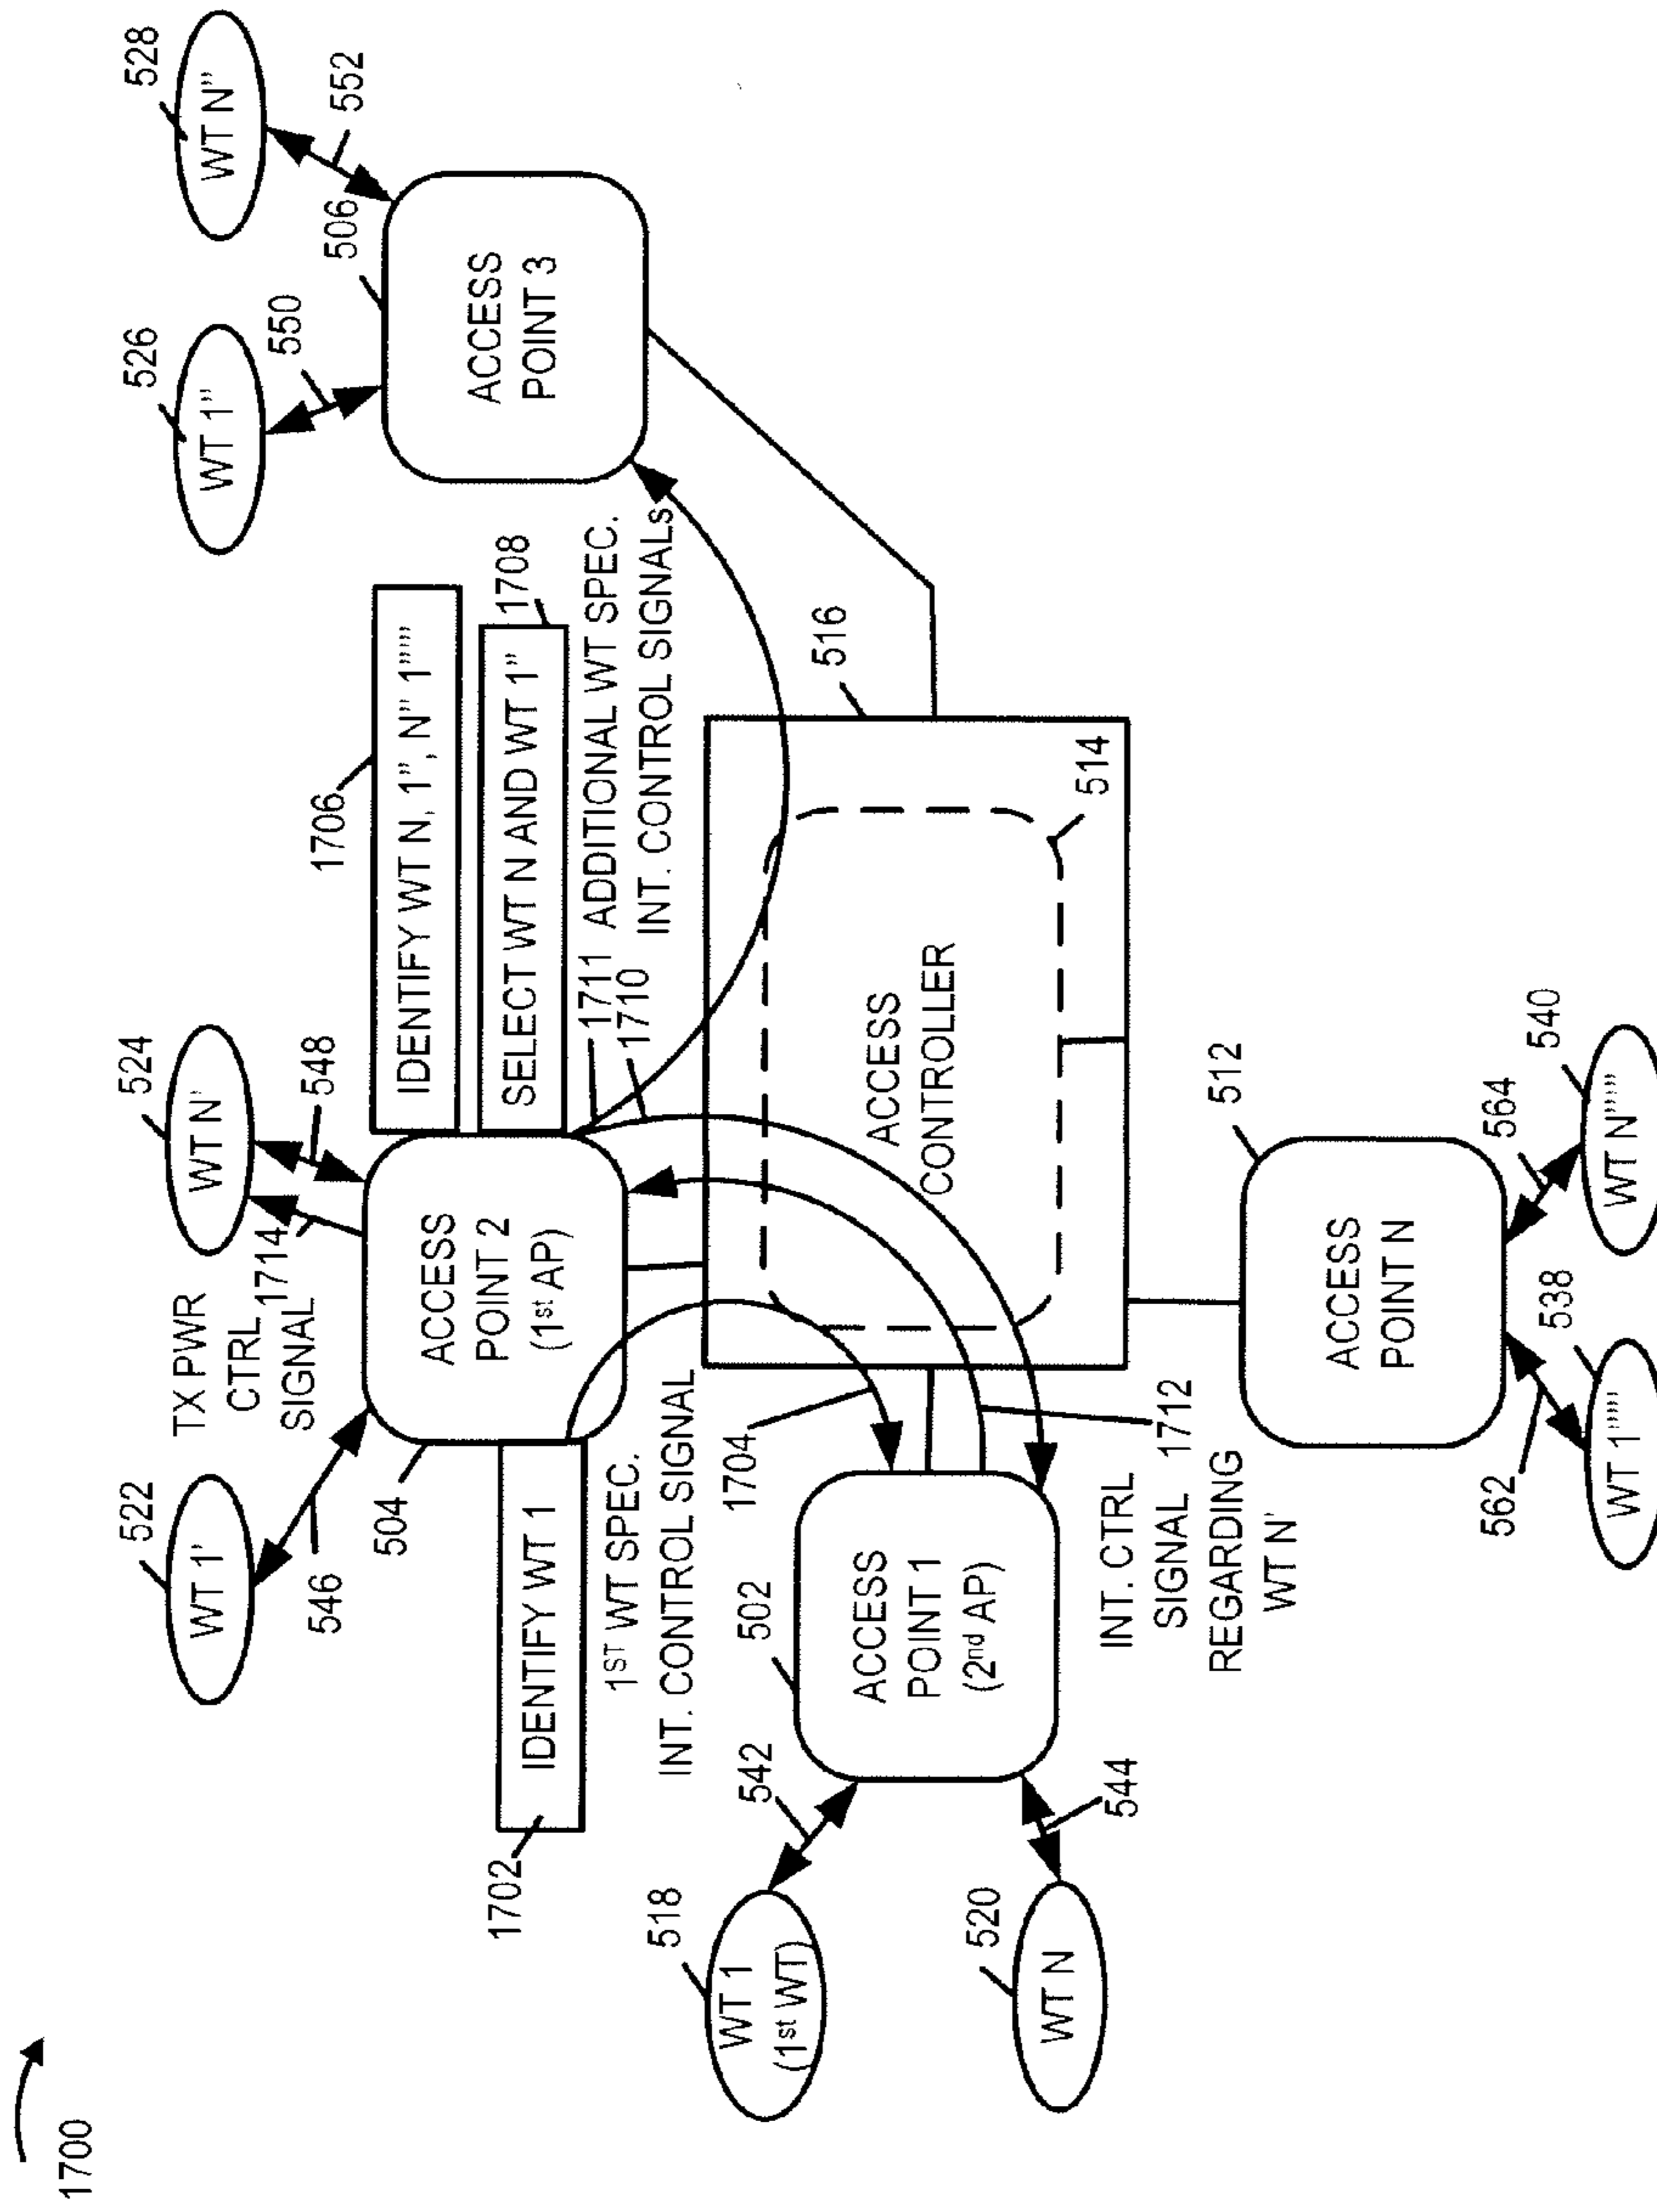 1700
522
WT 1'
546
504
TX PWR
CTRL
SIGNAL
1714
524
WT N'
548
526
WT 1"
550
528
WT N"
552
506
ACCESS
POINT 3
ACCESS
POINT 2
(1st AP)
1702
IDENTIFY WT 1
1706
IDENTIFY WT N, 1", N" 1"'"
SELECT WT N AND WT 1"
1708
1711
ADDITIONAL WT SPEC.
INT. CONTROL SIGNALs
1710
1ST WT SPEC.
INT. CONTROL SIGNAL
1704
516
514
ACCESS
CONTROLLER
518
WT 1
(1st WT)
542
502
ACCESS
POINT 1
(2nd AP)
520
WT N
544
INT. CTRL
SIGNAL
1712
REGARDING
WT N'
512
ACCESS
POINT N
562
538
WT 1"'"
564
540
WT N"'"